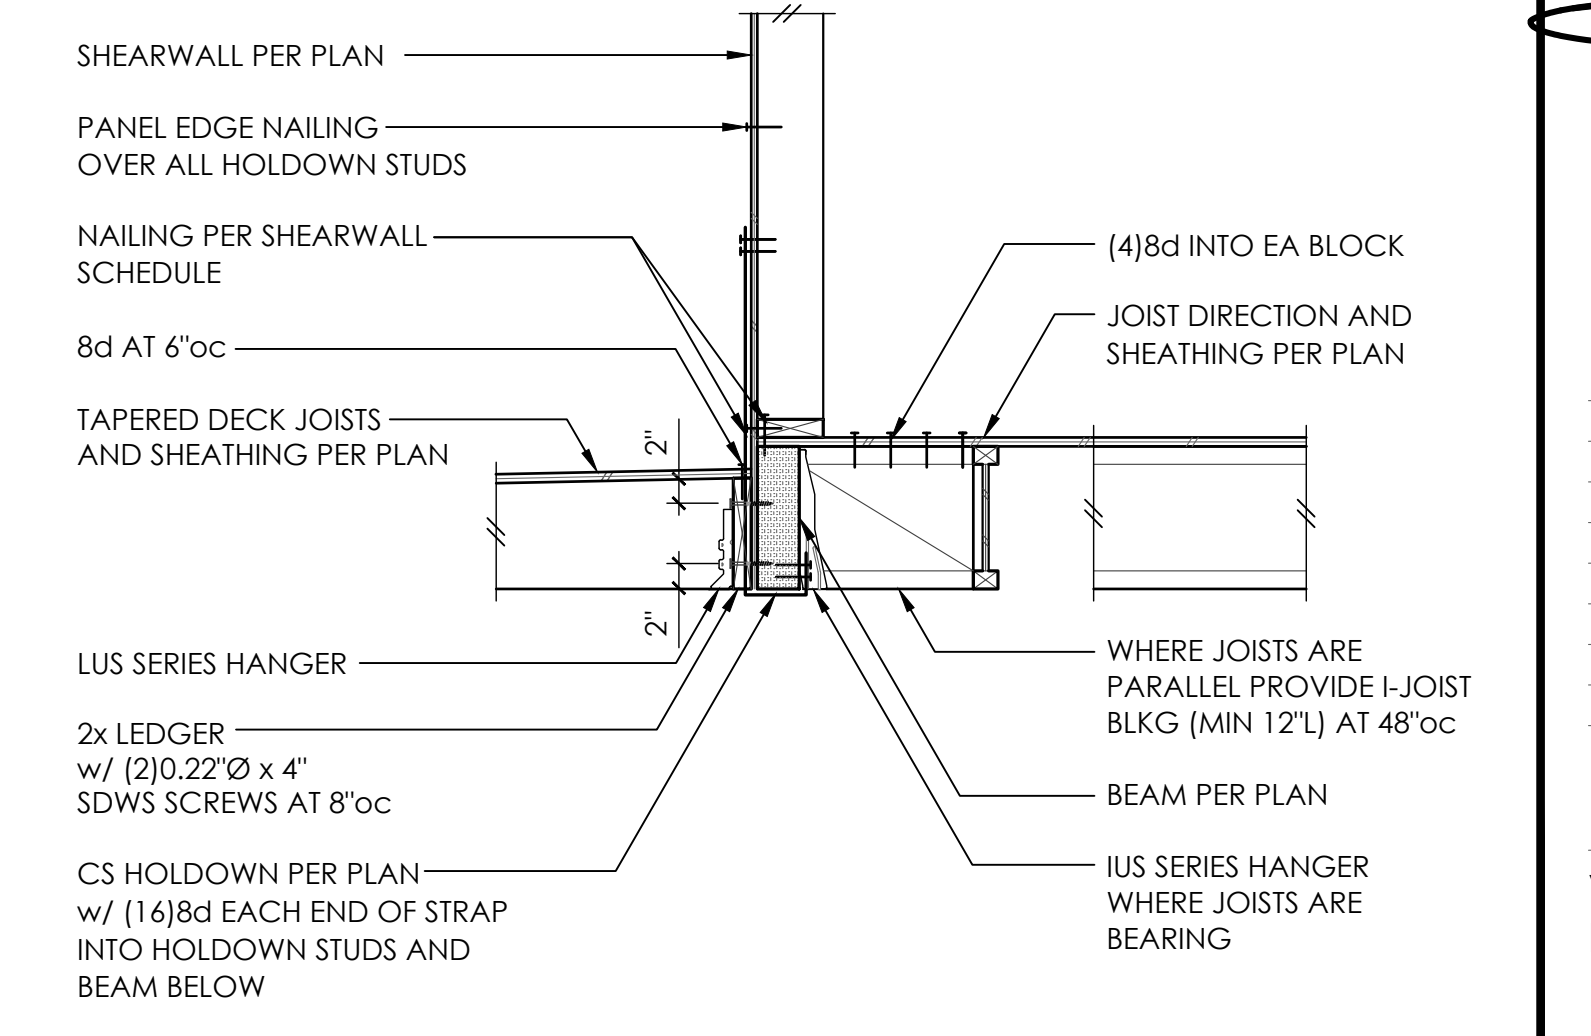 SHEARWALL PER PLAN
PANEL EDGE NAILING
OVER ALL HOLDOWN STUDS
NAILING PER SHEARWALL
SCHEDULE
8d AT 6"oc
TAPERED DECK JOISTS
AND SHEATHING PER PLAN
2"
2"
LUS SERIES HANGER
2x LEDGER
w/ (2)0.22"Ø x 4"
SDWS SCREWS AT 8"oc
CS HOLDOWN PER PLAN
w/ (16)8d EACH END OF STRAP
INTO HOLDOWN STUDS AND
BEAM BELOW
(4)8d INTO EA BLOCK
JOIST DIRECTION AND
SHEATHING PER PLAN
WHERE JOISTS ARE
PARALLEL PROVIDE I-JOIST
BLKG (MIN 12"L) AT 48"oc
BEAM PER PLAN
IUS SERIES HANGER
WHERE JOISTS ARE
BEARING